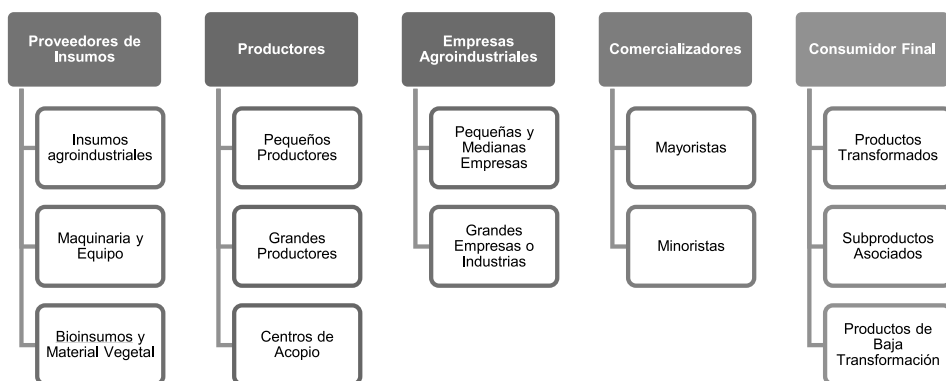 Proveedores de
Insumos
Insumos
agroindustriales
Maquinaria y
Equipo
Bioinsumos y
Material Vegetal
Productores
Pequeños
Productores
Grandes
Productores
Centros de
Acopio
Empresas
Agroindustriales
Pequeñas y
Medianas
Empresas
Grandes
Empresas o
Industrias
Comercializadores
Mayoristas
Minoristas
Consumidor Final
Productos
Transformados
Subproductos
Asociados
Productos de
Baja
Transformación